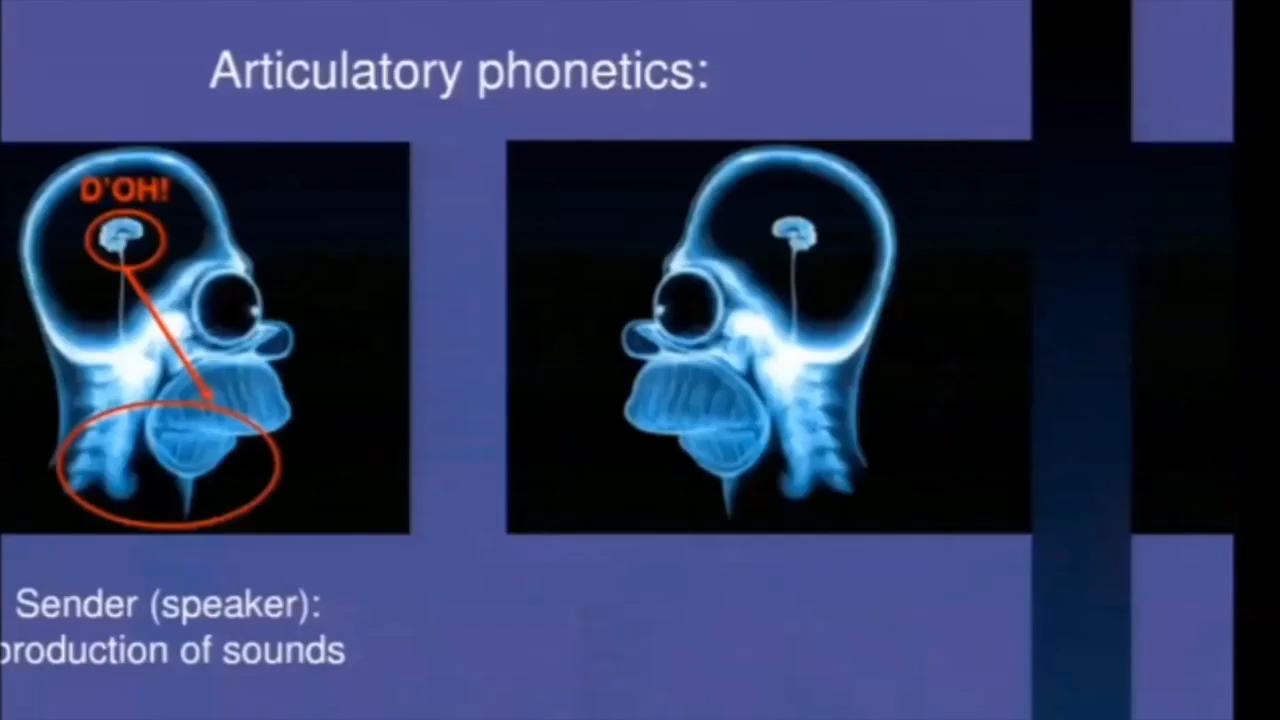 Articulatory phonetics:
D'OH!
Sender (speaker):
production of sounds